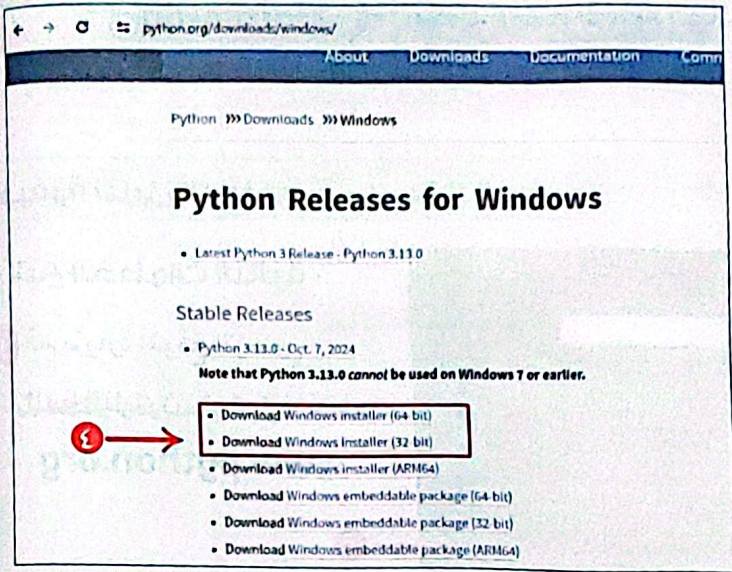 python.org/downloads/windows/
About Downloads Documentation Comm
Python >>> Downloads >>> Windows
Python Releases for Windows
• Latest Python 3 Release - Python 3.13.0
Stable Releases
• Python 3.13.0 - Oct. 7, 2024
Note that Python 3.13.0 cannot be used on Windows 7 or earlier.
• Download Windows installer (64-bit)
٤
• Download Windows installer (32-bit)
• Download Windows installer (ARM64)
• Download Windows embeddable package (64-bit)
• Download Windows embeddable package (32-bit)
• Download Windows embeddable package (ARM64)